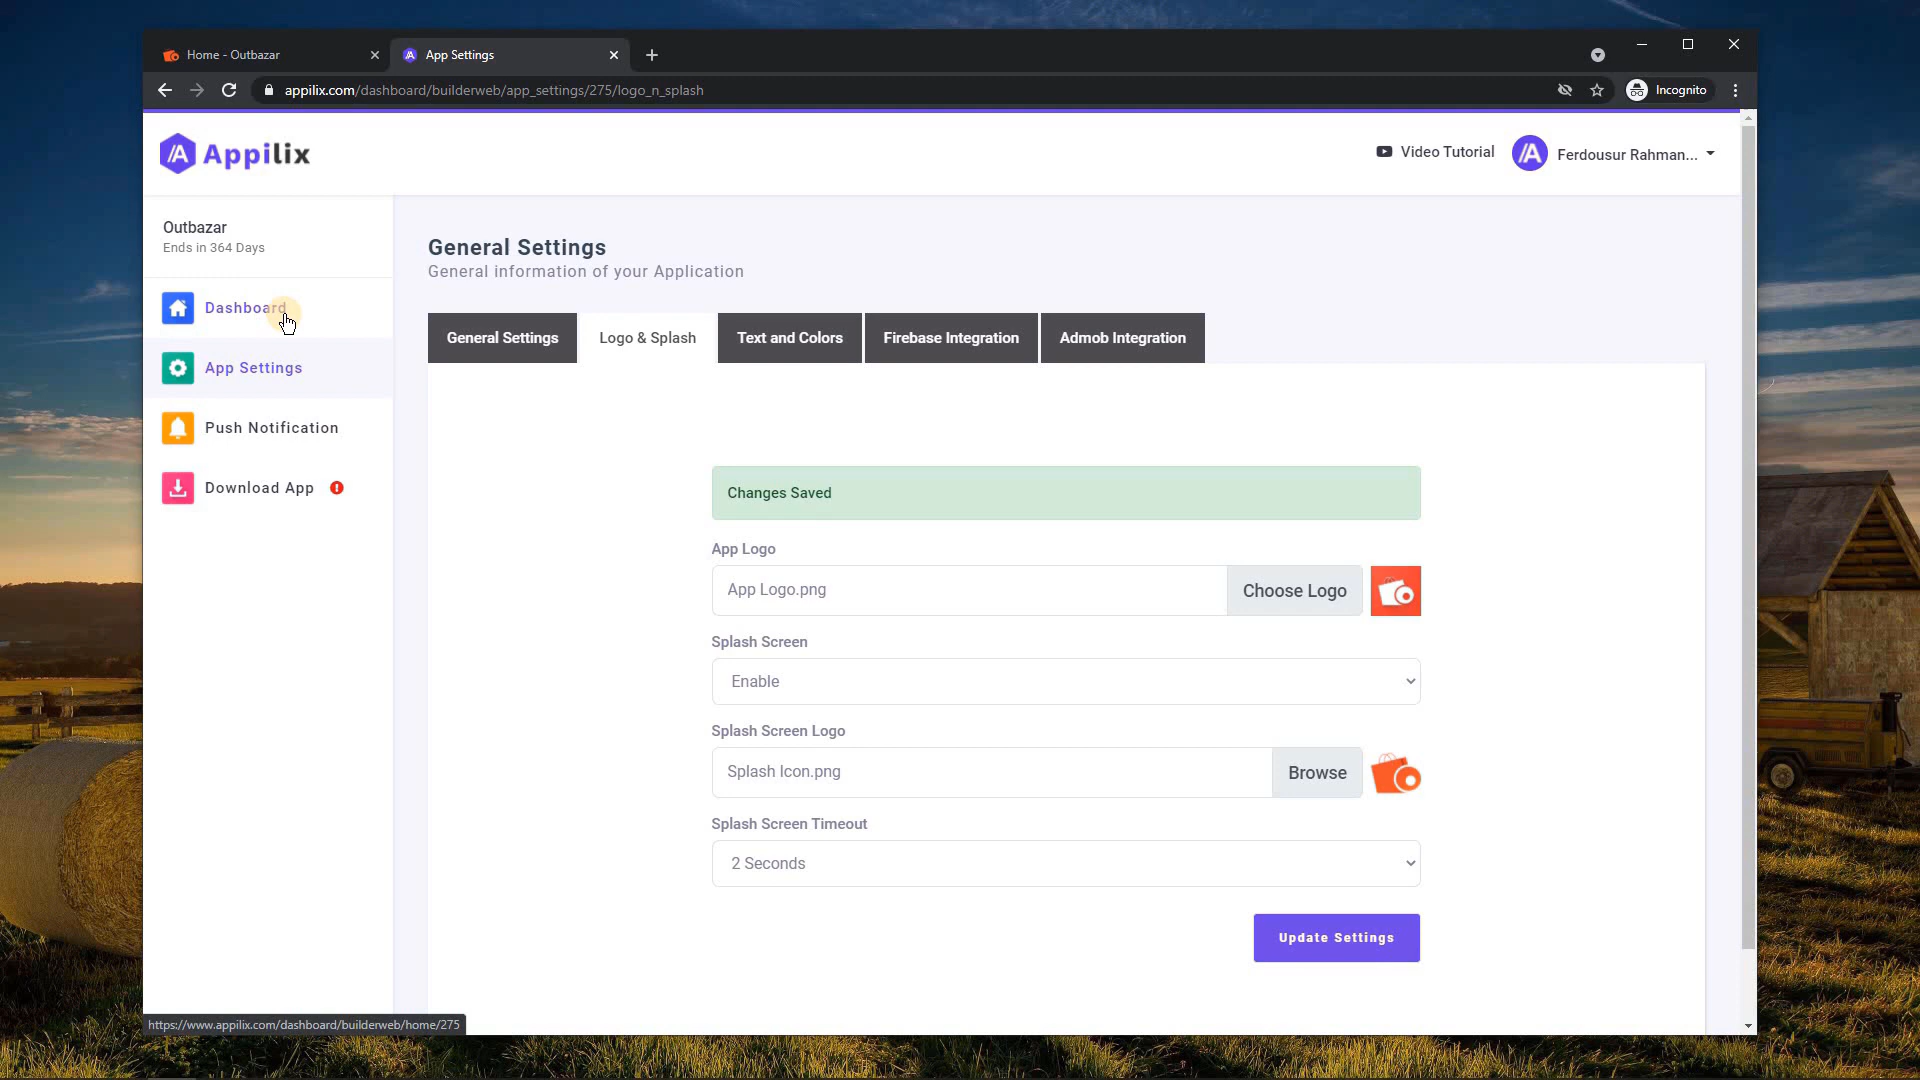 Home - Outbazar
App Settings
appilix.com/dashboard/builderweb/app_settings/275/logo_n_splash
Incognito
Appilix
Video Tutorial
Ferdousur Rahman...
Outbazar
Ends in 364 Days
Dashboard
App Settings
Push Notification
Download App
General Settings
General information of your Application
General Settings
Logo & Splash
Text and Colors
Firebase Integration
Admob Integration
Changes Saved
App Logo
App Logo.png
Choose Logo
Splash Screen
Enable
Splash Screen Logo
Splash Icon.png
Browse
Splash Screen Timeout
2 Seconds
Update Settings
https://www.appilix.com/dashboard/builderweb/home/275